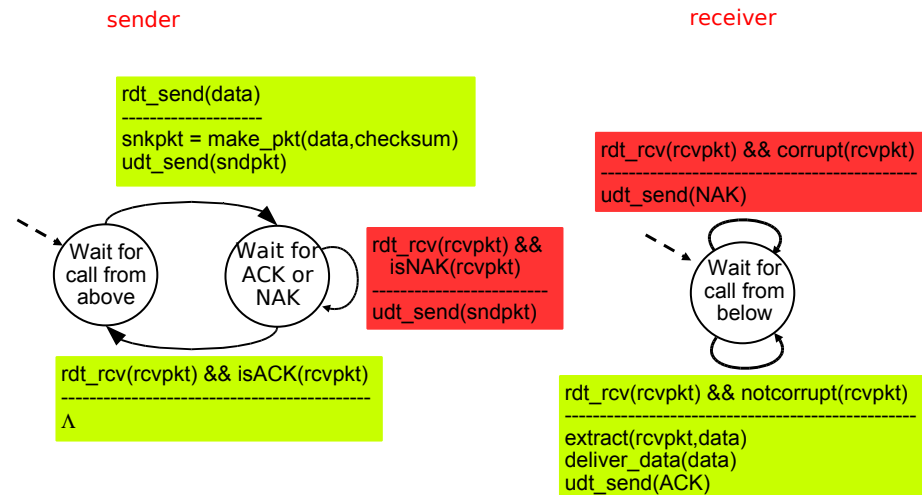 sender
receiver
rdt_send(data)
--------------------
snkpkt = make_pkt(data,checksum)
udt_send(sndpkt)
Wait for
call from
above
Wait for
ACK or
NAK
rdt_rcv(rcvpkt) &&
isNAK(rcvpkt)
-------------------------
udt_send(sndpkt)
rdt_rcv(rcvpkt) && isACK(rcvpkt)
--------------------------------------------
Λ
rdt_rcv(rcvpkt) && corrupt(rcvpkt)
---------------------------------------------
udt_send(NAK)
Wait for
call from
below
rdt_rcv(rcvpkt) && notcorrupt(rcvpkt)
--------------------------------------------------
extract(rcvpkt,data)
deliver_data(data)
udt_send(ACK)